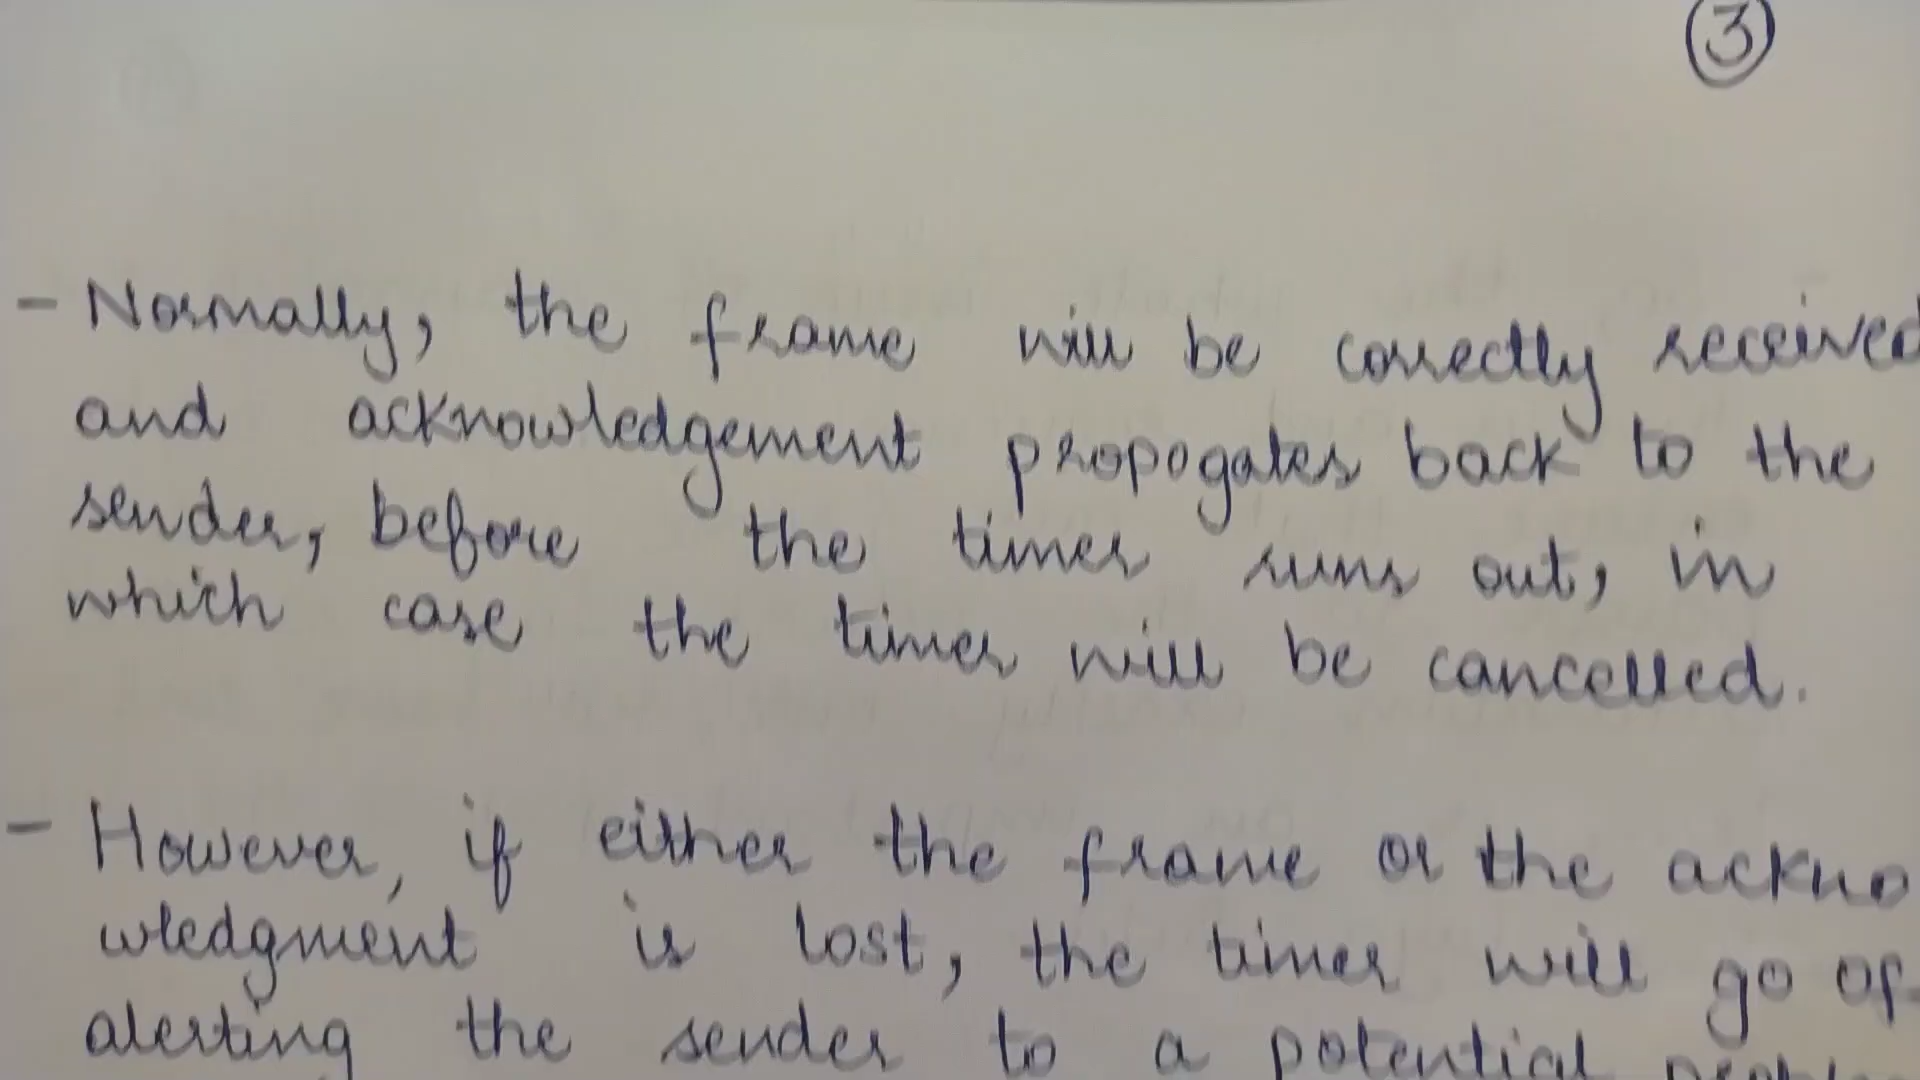 3
- Normally, the frame will be correctly received
and acknowledgement propogates back to the
sender, before the timer runs out, in
which case the timer will be cancelled.
- However, if either the frame or the ackno
wledgment is lost, the timer will go of
alerting the sender to a potential